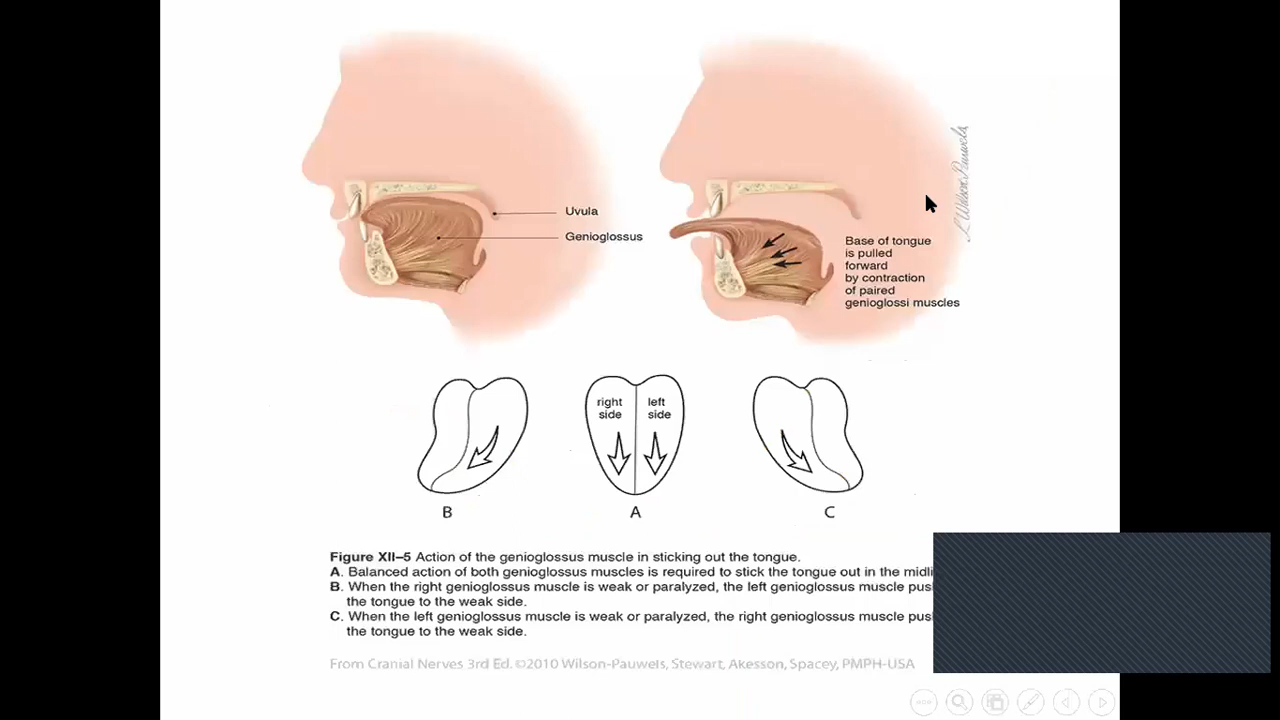 L. Wilson-Pauwels
Uvula
Genioglossus
Base of tongue
is pulled
forward
by contraction
of paired
genioglossi muscles
right
side
left
side
B
A
C
Figure XII–5 Action of the genioglossus muscle in sticking out the tongue.
A. Balanced action of both genioglossus muscles is required to stick the tongue out in the
B. When the right genioglossus muscle is weak or paralyzed, the left genioglossus muscle
the tongue to the weak side.
C. When the left genioglossus muscle is weak or paralyzed, the right genioglossus muscle
the tongue to the weak side.
From Cranial Nerves 3rd Ed. ©2010 Wilson-Pauwels, Stewart, Akesson, Spacey, PMPH-USA